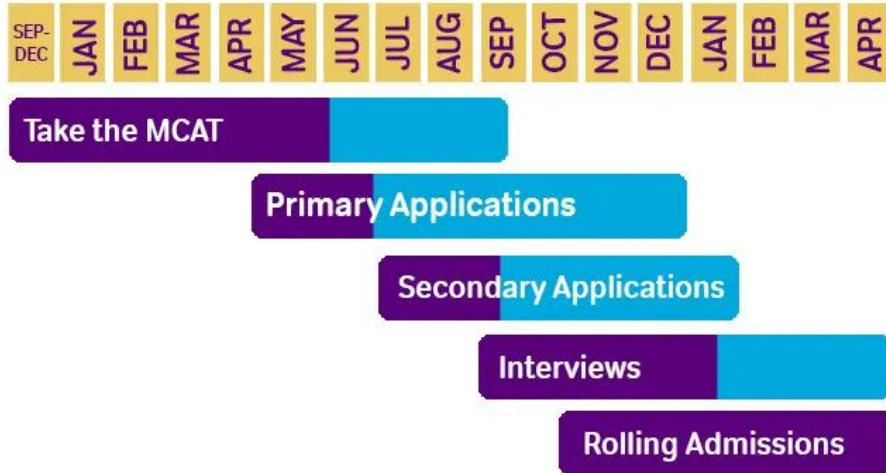 SEP-
DEC
JAN
FEB
MAR
APR
MAY
JUN
JUL
AUG
SEP
OCT
NOV
DEC
JAN
FEB
MAR
APR
Take the MCAT
Primary Applications
Secondary Applications
Interviews
Rolling Admissions